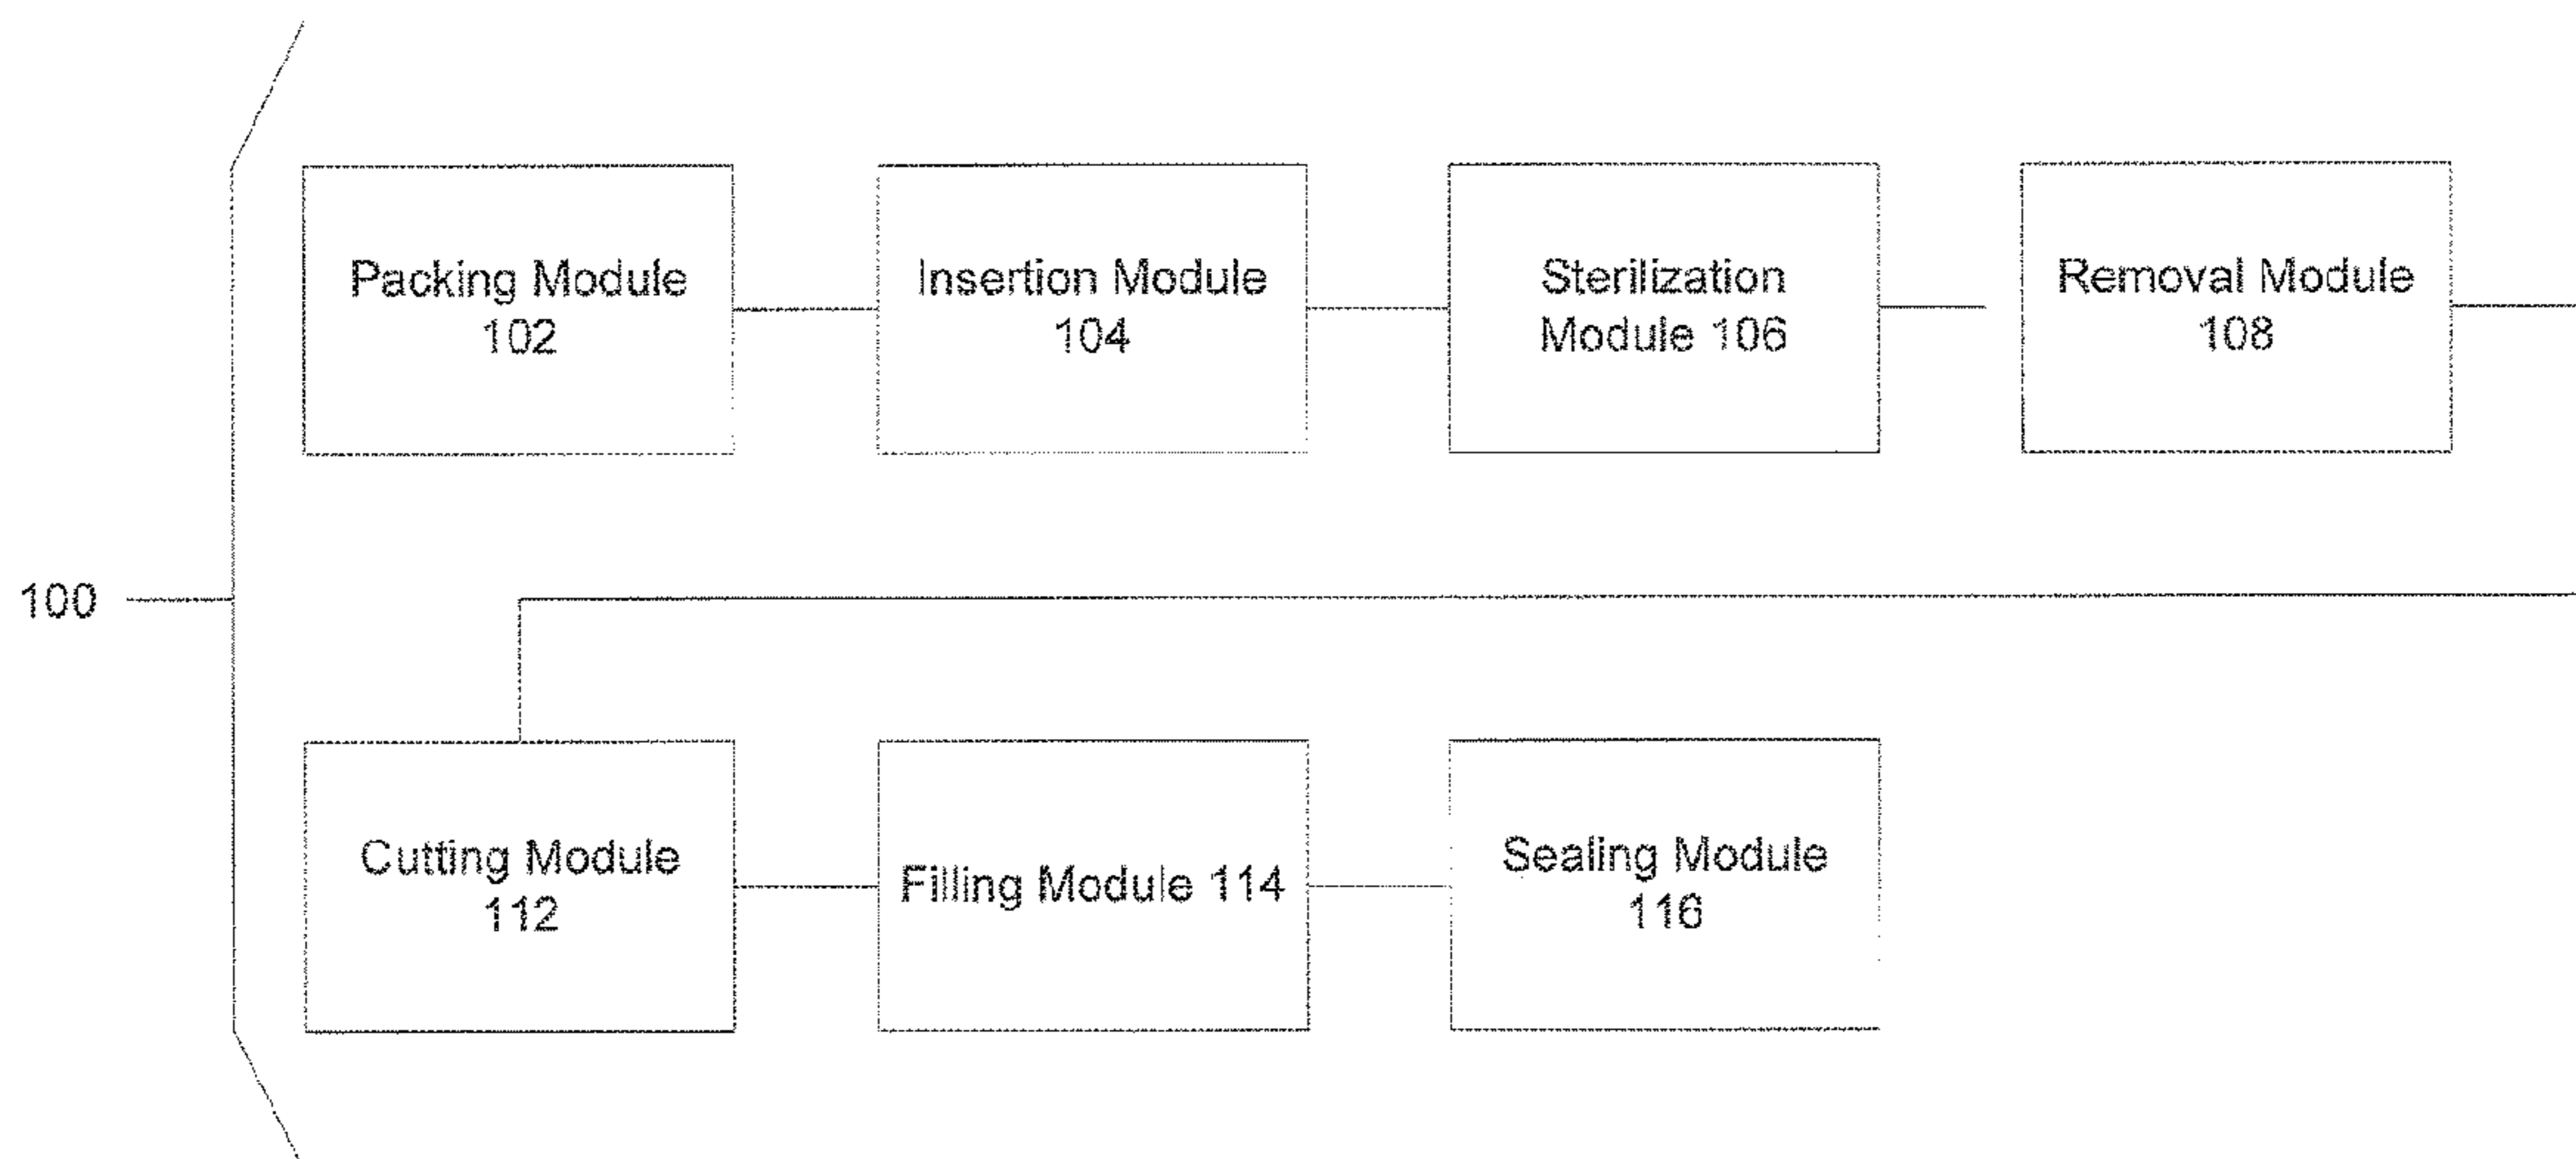 Packing Module
102
Insertion Module
104
Sterilization
Module 106
Removal Module
108
100
Cutting Module
112
Filling Module 114
Sealing Module
116